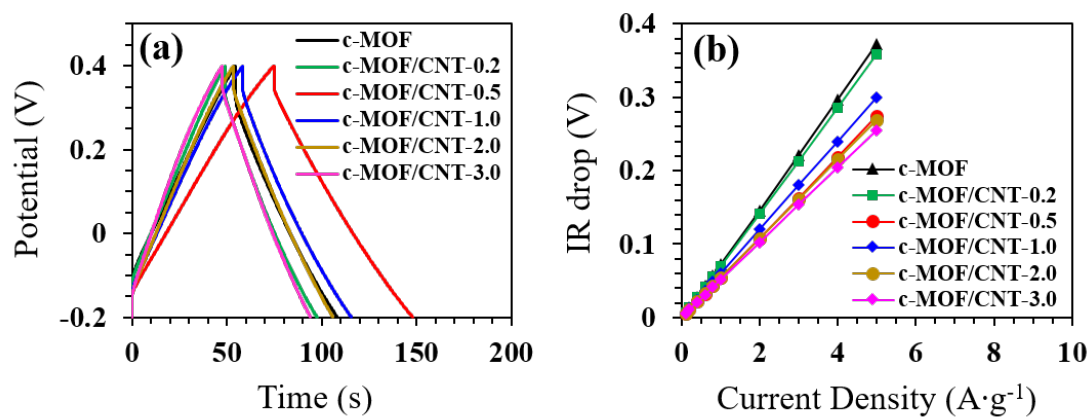 (a)
c-MOF
c-MOF/CNT-0.2
c-MOF/CNT-0.5
c-MOF/CNT-1.0
c-MOF/CNT-2.0
c-MOF/CNT-3.0
0.4
0.2
0
-0.2
Potential (V)
0 50 100 150 200
Time (s)
(b)
0.4
0.3
0.2
0.1
0
IR drop (V)
c-MOF
c-MOF/CNT-0.2
c-MOF/CNT-0.5
c-MOF/CNT-1.0
c-MOF/CNT-2.0
c-MOF/CNT-3.0
0 2 4 6 8 10
Current Density (A·g⁻¹)